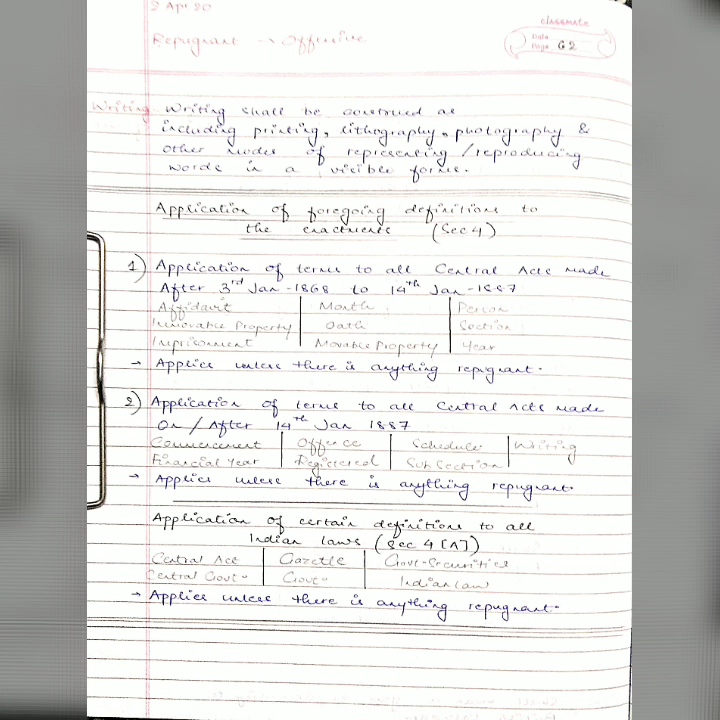 2 Apr 20
classmate
Date
Page 62
Repugnant → Offensive
Writing Writing shall be construed as
including printing, lithography, photography &
other modes of representing / reproducing
words in a visible form.
Application of foregoing definitions to
the enactments (Sec 4)
1) Application of terms to all Central Acts made
After 3rd Jan - 1868 to 14th Jan - 1887
Affidavit Month Person
Immovable Property Oath Section
Imprisonment Movable Property Year
→ Applies unless there is anything repugnant.
2) Application of terms to all Central Acts made
On / After 14th Jan 1887
Commencement Offence Schedule Writing
Financial Year Registered Sub Section
→ Applies unless there is anything repugnant.
Application of certain definitions to all
Indian laws (Sec 4 [A])
Central Act Gazette Govt-Securities
Central Govt. Govt. Indian law
→ Applies unless there is anything repugnant.